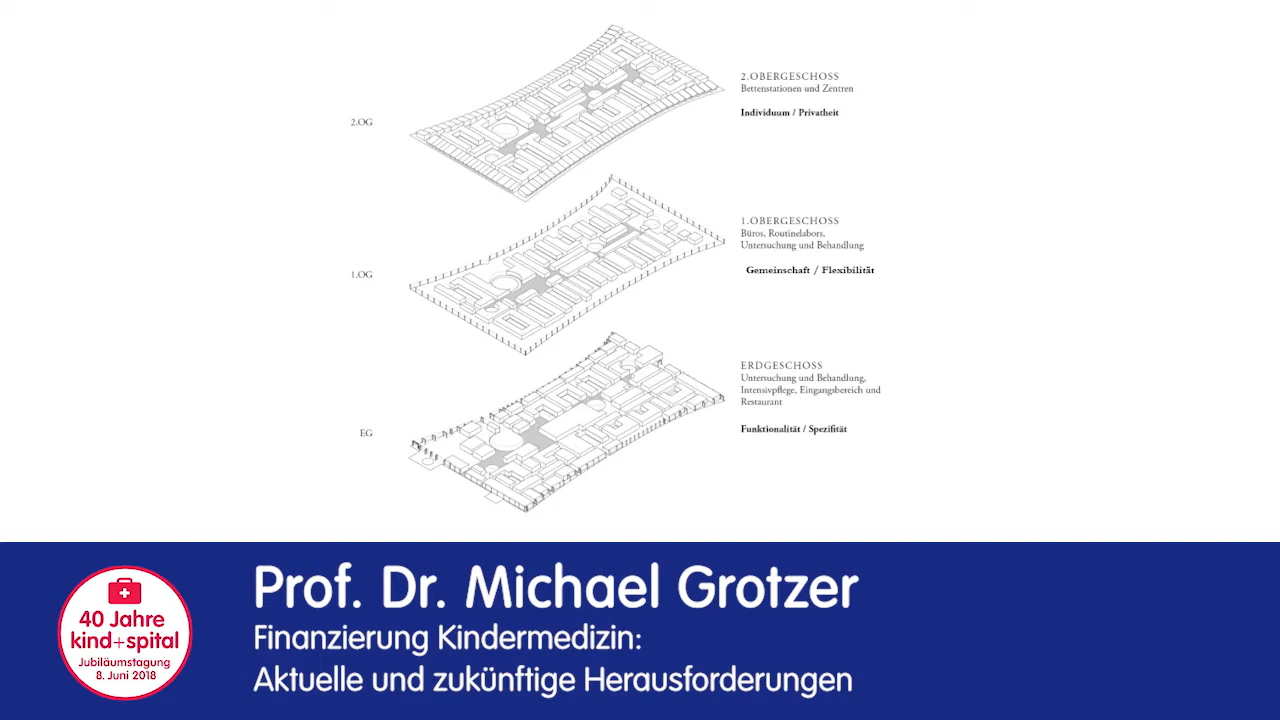 2.OG
2.OBERGESCHOSS
Bettenstationen und Zentren
Individuum / Privatheit
1.OG
1.OBERGESCHOSS
Büros, Routinelabors,
Untersuchung und Behandlung
Gemeinschaft / Flexibilität
EG
ERDGESCHOSS
Untersuchung und Behandlung,
Intensivpflege, Eingangsbereich und
Restaurant
Funktionalität / Spezifität
40 Jahre
kind+spital
Jubiläumstagung
8. Juni 2018
Prof. Dr. Michael Grotzer
Finanzierung Kindermedizin:
Aktuelle und zukünftige Herausforderungen